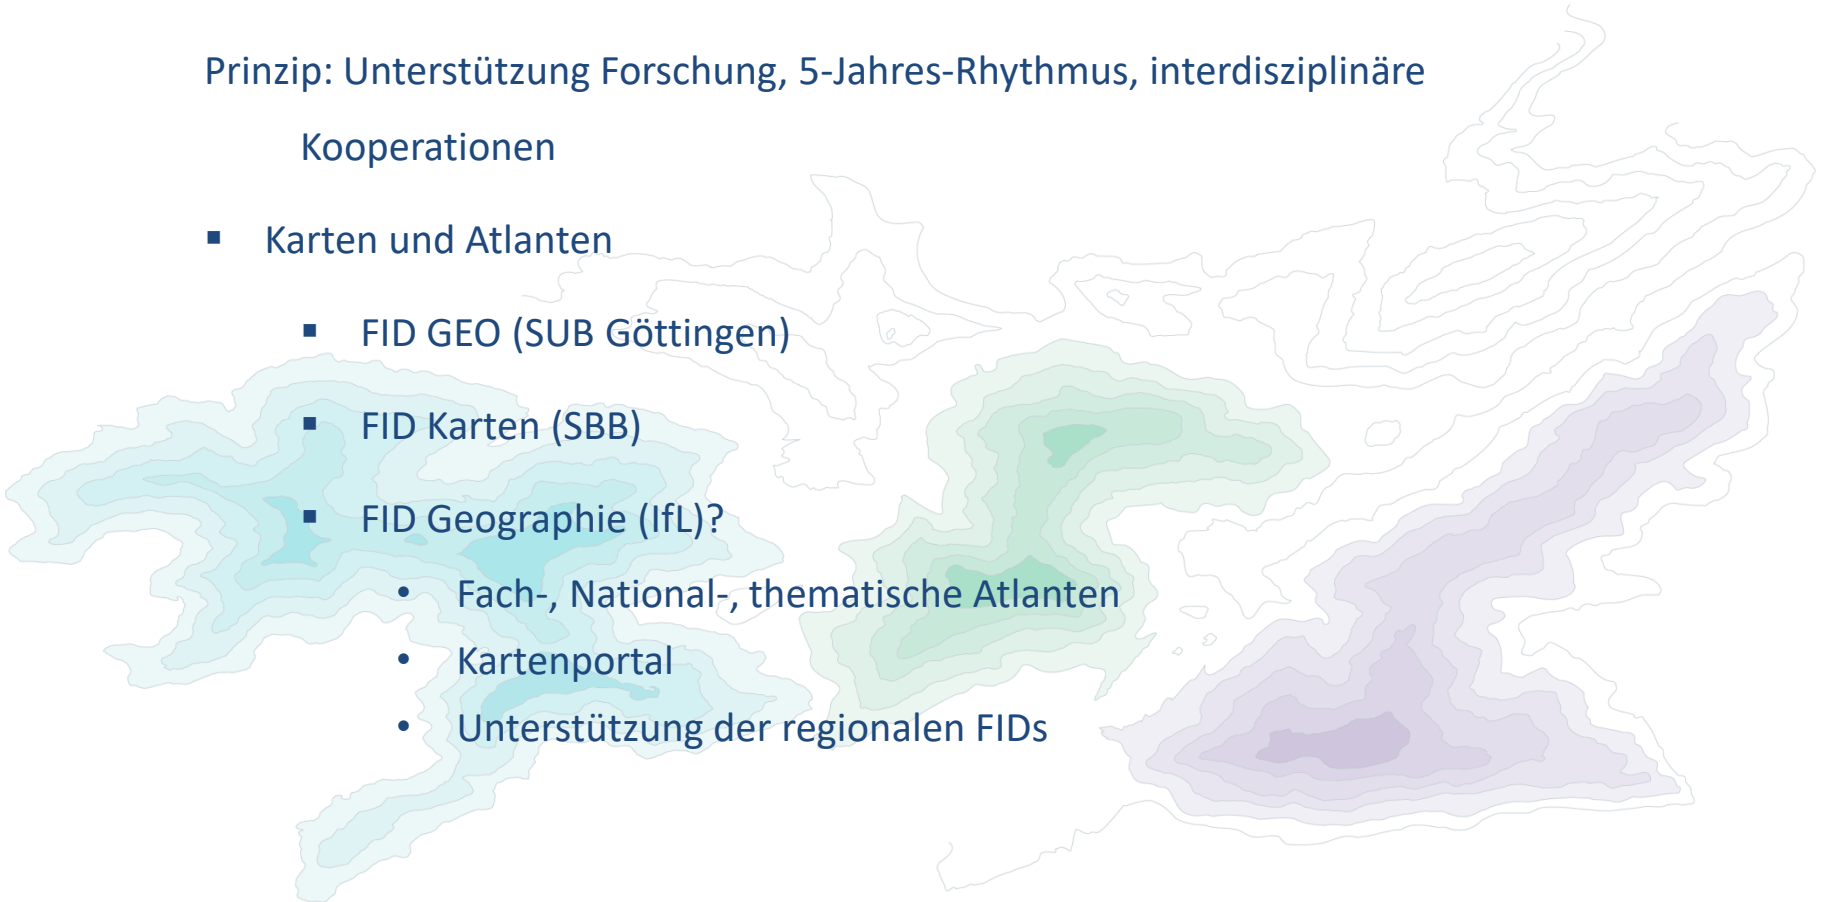 Prinzip: Unterstützung Forschung, 5-Jahres-Rhythmus, interdisziplinäre
Kooperationen
▪ Karten und Atlanten
▪ FID GEO (SUB Göttingen)
▪ FID Karten (SBB)
▪ FID Geographie (IfL)?
• Fach-, National-, thematische Atlanten
• Kartenportal
• Unterstützung der regionalen FIDs